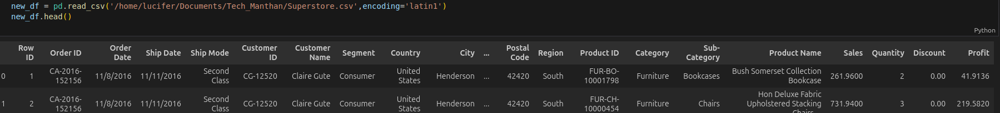 new_df = pd.read_csv('/home/lucifer/Documents/Tech_Manthan/Superstore.csv',encoding='latin1')
new_df.head()
Python
Row ID Order ID Order Date Ship Date Ship Mode Customer ID Customer Name Segment Country City ... Postal Code Region Product ID Category Sub-Category Product Name Sales Quantity Discount Profit
0 1 CA-2016-152156 11/8/2016 11/11/2016 Second Class CG-12520 Claire Gute Consumer United States Henderson ... 42420 South FUR-BO-10001798 Furniture Bookcases Bush Somerset Collection Bookcase 261.9600 2 0.00 41.9136
1 2 CA-2016-152156 11/8/2016 11/11/2016 Second Class CG-12520 Claire Gute Consumer United States Henderson ... 42420 South FUR-CH-10000454 Furniture Chairs Hon Deluxe Fabric Upholstered Stacking 731.9400 3 0.00 219.5820